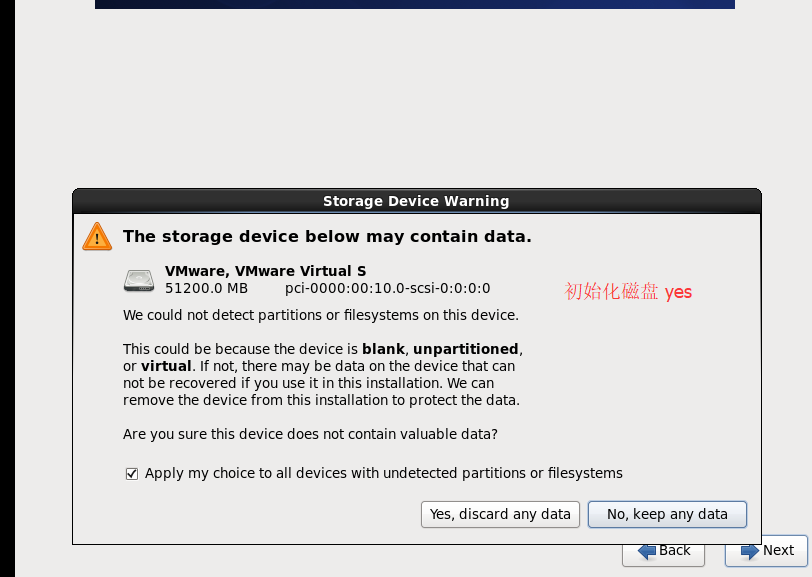 Storage Device Warning
The storage device below may contain data.
VMware, VMware Virtual S
51200.0 MB pci-0000:00:10.0-scsi-0:0:0:0
初始化磁盘 yes
We could not detect partitions or filesystems on this device.
This could be because the device is blank, unpartitioned,
or virtual. If not, there may be data on the device that can
not be recovered if you use it in this installation. We can
remove the device from this installation to protect the data.
Are you sure this device does not contain valuable data?
Apply my choice to all devices with undetected partitions or filesystems
Yes, discard any data No, keep any data
Back Next